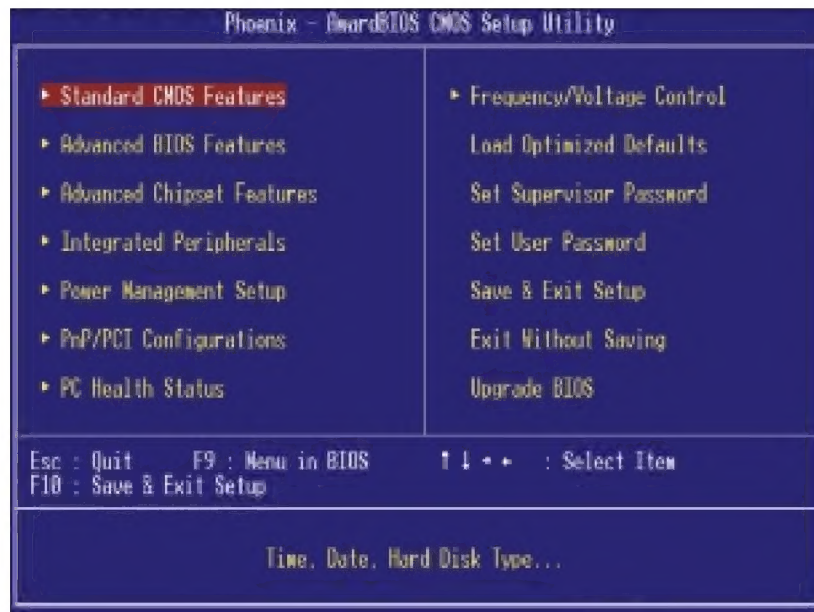 Phoenix - AwardBIOS CMOS Setup Utility
▸ Standard CMOS Features
▸ Advanced BIOS Features
▸ Advanced Chipset Features
▸ Integrated Peripherals
▸ Power Management Setup
▸ PnP/PCI Configurations
▸ PC Health Status
▸ Frequency/Voltage Control
Load Optimized Defaults
Set Supervisor Password
Set User Password
Save & Exit Setup
Exit Without Saving
Upgrade BIOS
Esc : Quit F9 : Menu in BIOS ↑ ↓ → ← : Select Item
F10 : Save & Exit Setup
Time, Date, Hard Disk Type...